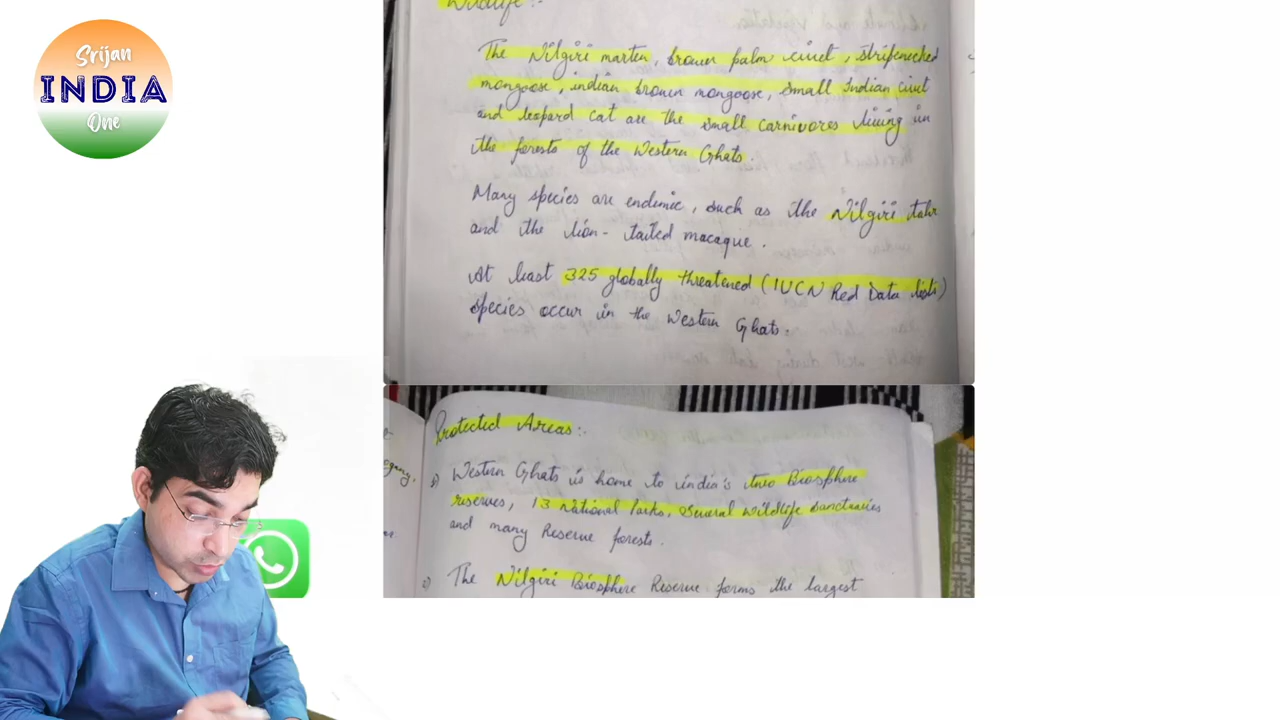 Srijan
INDIA
One
Wildlife :-
The Nilgiri marten, brown palm civet, stripenecked
mongoose, indian brown mongoose, small Indian civet
and leopard cat are the small carnivores living in
the forests of the Western Ghats.
Many species are endemic, such as the Nilgiri tahr
and the lion-tailed macaque.
At least 325 globally threatened (IUCN Red Data lists)
species occur in the Western Ghats.
Protected Areas :-
Western Ghats is home to india's two Biosphere
reserves, 13 National Parks, several wildlife sanctuaries
and many Reserve forests.
The Nilgiri Biosphere Reserve forms the largest